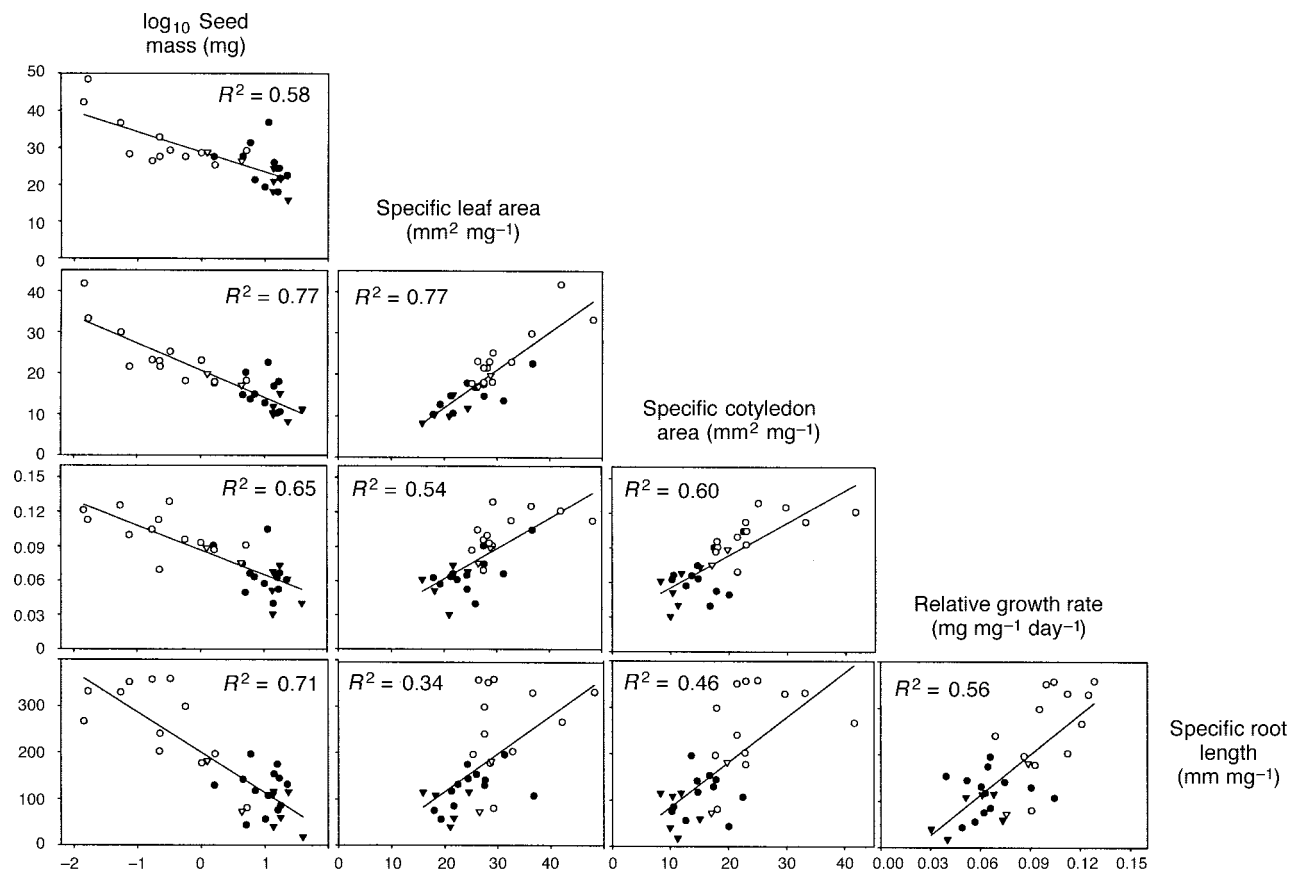 log₁₀ Seed
mass (mg)
50
40
30
20
10
0
R² = 0.58
Specific leaf area
(mm² mg⁻¹)
40
30
20
10
0
R² = 0.77
R² = 0.77
Specific cotyledon
area (mm² mg⁻¹)
0.15
0.12
0.09
0.06
0.03
0
R² = 0.65
R² = 0.54
R² = 0.60
Relative growth rate
(mg mg⁻¹ day⁻¹)
300
200
100
0
R² = 0.71
R² = 0.34
R² = 0.46
R² = 0.56
Specific root
length
(mm mg⁻¹)
−2 −1 0 1 0 10 20 30 40 0 10 20 30 40 0.00 0.03 0.06 0.09 0.12 0.15